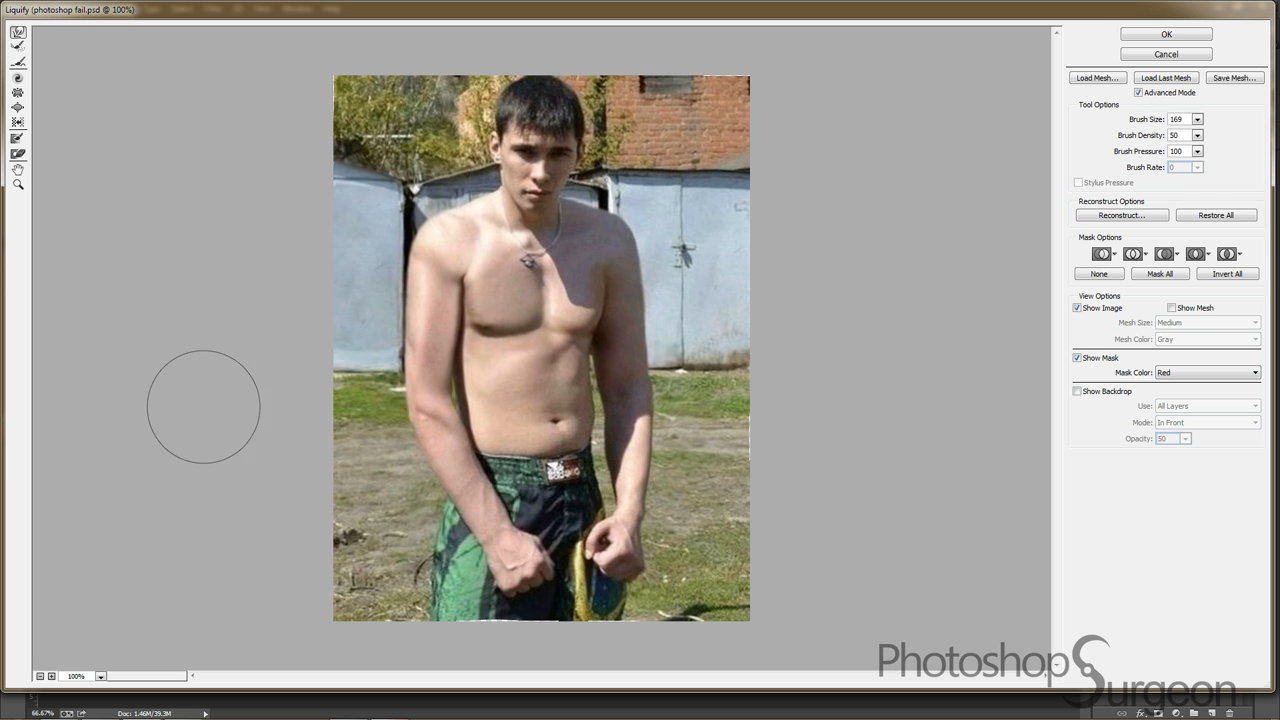 Liquify (photoshop fail.psd @ 100%)
OK
Cancel
Load Mesh...
Load Last Mesh
Save Mesh...
Advanced Mode
Tool Options
Brush Size: 169
Brush Density: 50
Brush Pressure: 100
Brush Rate: 0
Stylus Pressure
Reconstruct Options
Reconstruct...
Restore All
Mask Options
None
Mask All
Invert All
View Options
Show Image
Show Mesh
Mesh Size: Medium
Mesh Color: Gray
Show Mask
Mask Color: Red
Show Backdrop
Use: All Layers
Mode: In Front
Opacity: 50
Photoshop
Surgeon
100%
66.67%
Doc: 1.46M/39.3M